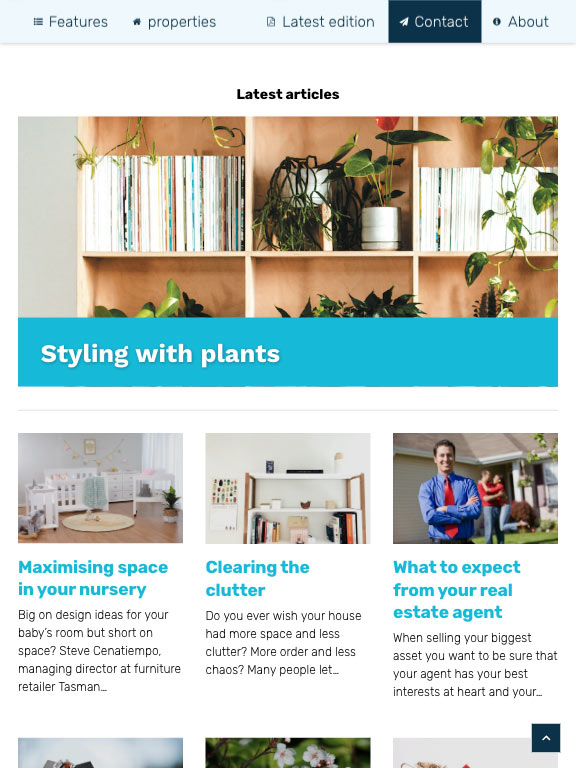 Features properties Latest edition Contact About
Latest articles
Styling with plants
Maximising space
in your nursery
Big on design ideas for your
baby's room but short on
space? Steve Cenatiempo,
managing director at furniture
retailer Tasman...
Clearing the
clutter
Do you ever wish your house
had more space and less
clutter? More order and less
chaos? Many people let...
What to expect
from your real
estate agent
When selling your biggest
asset you want to be sure that
your agent has your best
interests at heart and your...